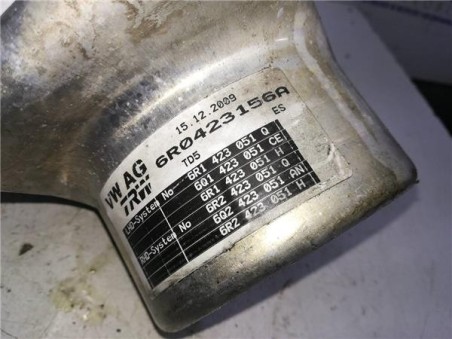 15.12.2009
VW AG 6R0423156A
TRW TD5 ES
LHD-System No 6R1 423 051 Q
6Q1 423 051 CE
6R1 423 051 H
RHD-System No 6R2 423 051 Q
6Q2 423 051 AN
6R2 423 051 H